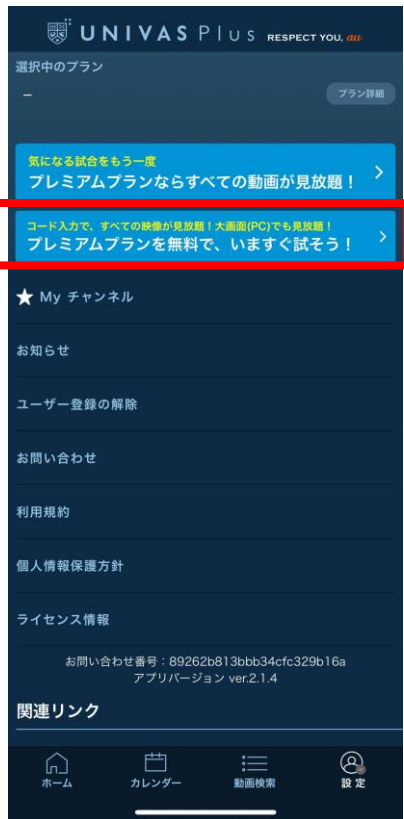 UNIVAS Plus RESPECT YOU, au
選択中のプラン
–
プラン詳細
気になる試合をもう一度
プレミアムプランならすべての動画が見放題！
コード入力で、すべての映像が見放題！大画面(PC)でも見放題！
プレミアムプランを無料で、いますぐ試そう！
My チャンネル
お知らせ
ユーザー登録の解除
お問い合わせ
利用規約
個人情報保護方針
ライセンス情報
お問い合わせ番号：89262b813bbb34cfc329b16a
アプリバージョン ver.2.1.4
関連リンク
ホーム
カレンダー
動画検索
設定